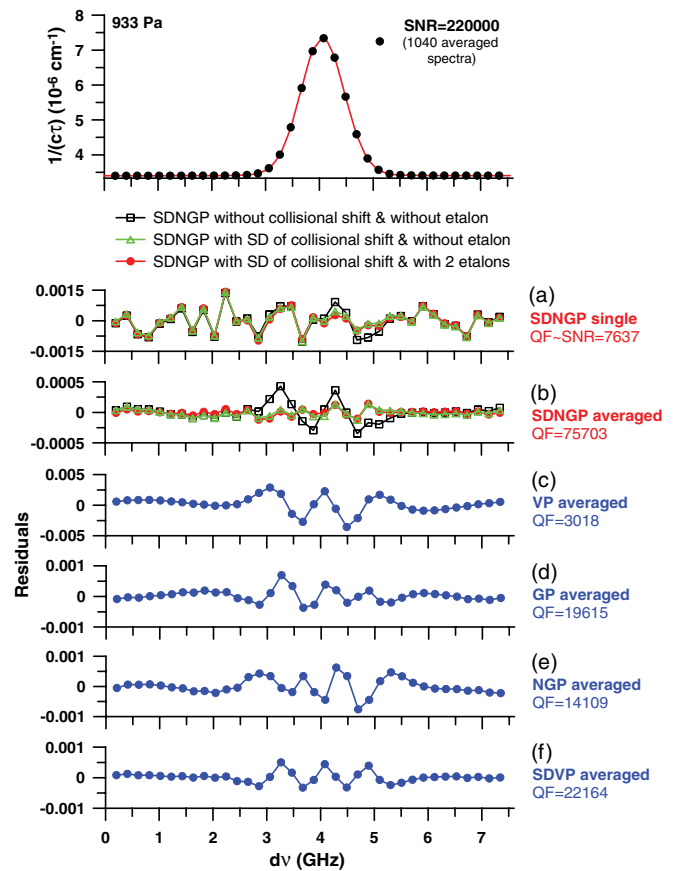 933 Pa
SNR=220000
(1040 averaged
spectra)
1/(cτ) (10⁻⁶ cm⁻¹)
8
7
6
5
4
SDNGP without collisional shift & without etalon
SDNGP with SD of collisional shift & without etalon
SDNGP with SD of collisional shift & with 2 etalons
Residuals
0.0015
0
-0.0015
(a)
SDNGP single
QF~SNR=7637
0.0005
0
-0.0005
(b)
SDNGP averaged
QF=75703
0.005
0
-0.005
(c)
VP averaged
QF=3018
0.001
0
-0.001
(d)
GP averaged
QF=19615
0.001
0
-0.001
(e)
NGP averaged
QF=14109
0.001
0
-0.001
(f)
SDVP averaged
QF=22164
0 1 2 3 4 5 6 7
dν (GHz)